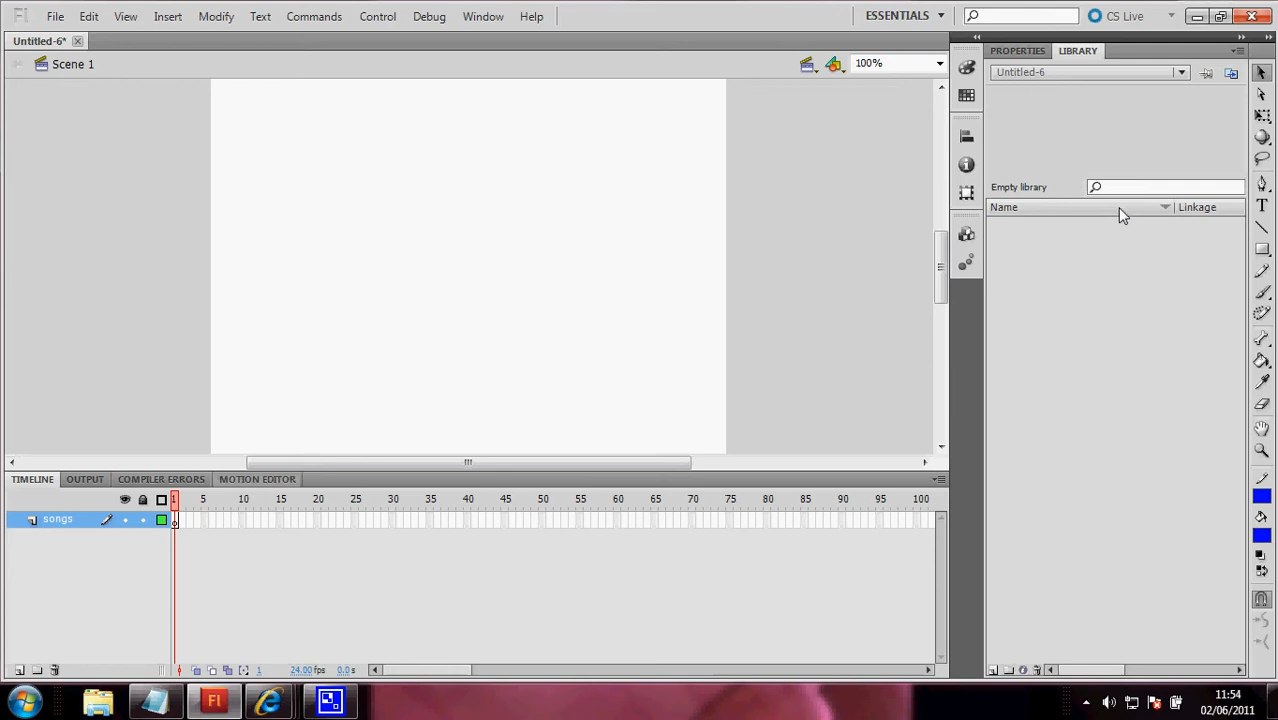 Fl File Edit View Insert Modify Text Commands Control Debug Window Help ESSENTIALS CS Live
Untitled-6*
Scene 1 100%
PROPERTIES LIBRARY
Untitled-6
Empty library
Name Linkage
TIMELINE OUTPUT COMPILER ERRORS MOTION EDITOR
1 5 10 15 20 25 30 35 40 45 50 55 60 65 70 75 80 85 90 95 100
songs
1 24.00 fps 0.0 s
Fl
11:54
02/06/2011